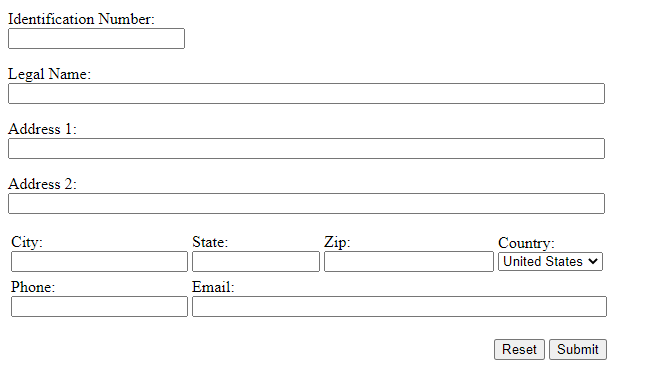 Identification Number:
Legal Name:
Address 1:
Address 2:
City: State: Zip: Country:
United States
Phone: Email:
Reset Submit